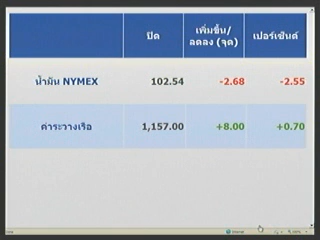 ปิด
เพิ่มขึ้น/
ลดลง (จุด)
เปอร์เซ็นต์
น้ำมัน NYMEX 102.54 -2.68 -2.55
ค่าระวางเรือ 1,157.00 +8.00 +0.70
Internet